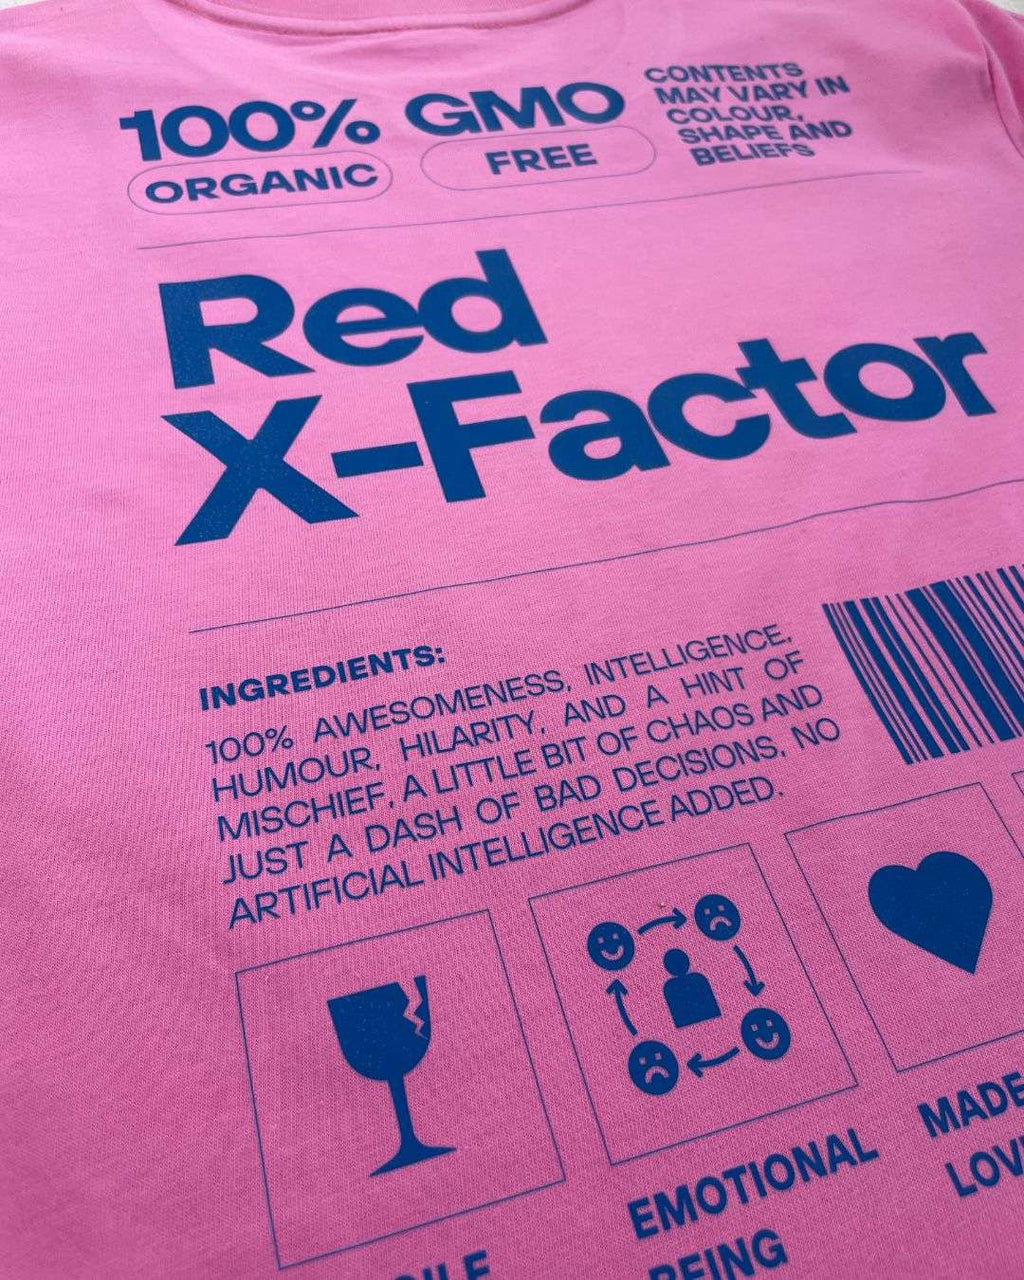 100%
ORGANIC
GMO
FREE
CONTENTS
MAY VARY IN
COLOUR,
SHAPE AND
BELIEFS
Red
X-Factor
INGREDIENTS:
100% AWESOMENESS, INTELLIGENCE,
HUMOUR, HILARITY, AND A HINT OF
MISCHIEF, A LITTLE BIT OF CHAOS AND
JUST A DASH OF BAD DECISIONS, NO
ARTIFICIAL INTELLIGENCE ADDED.
EMOTIONAL
BEING
MADE